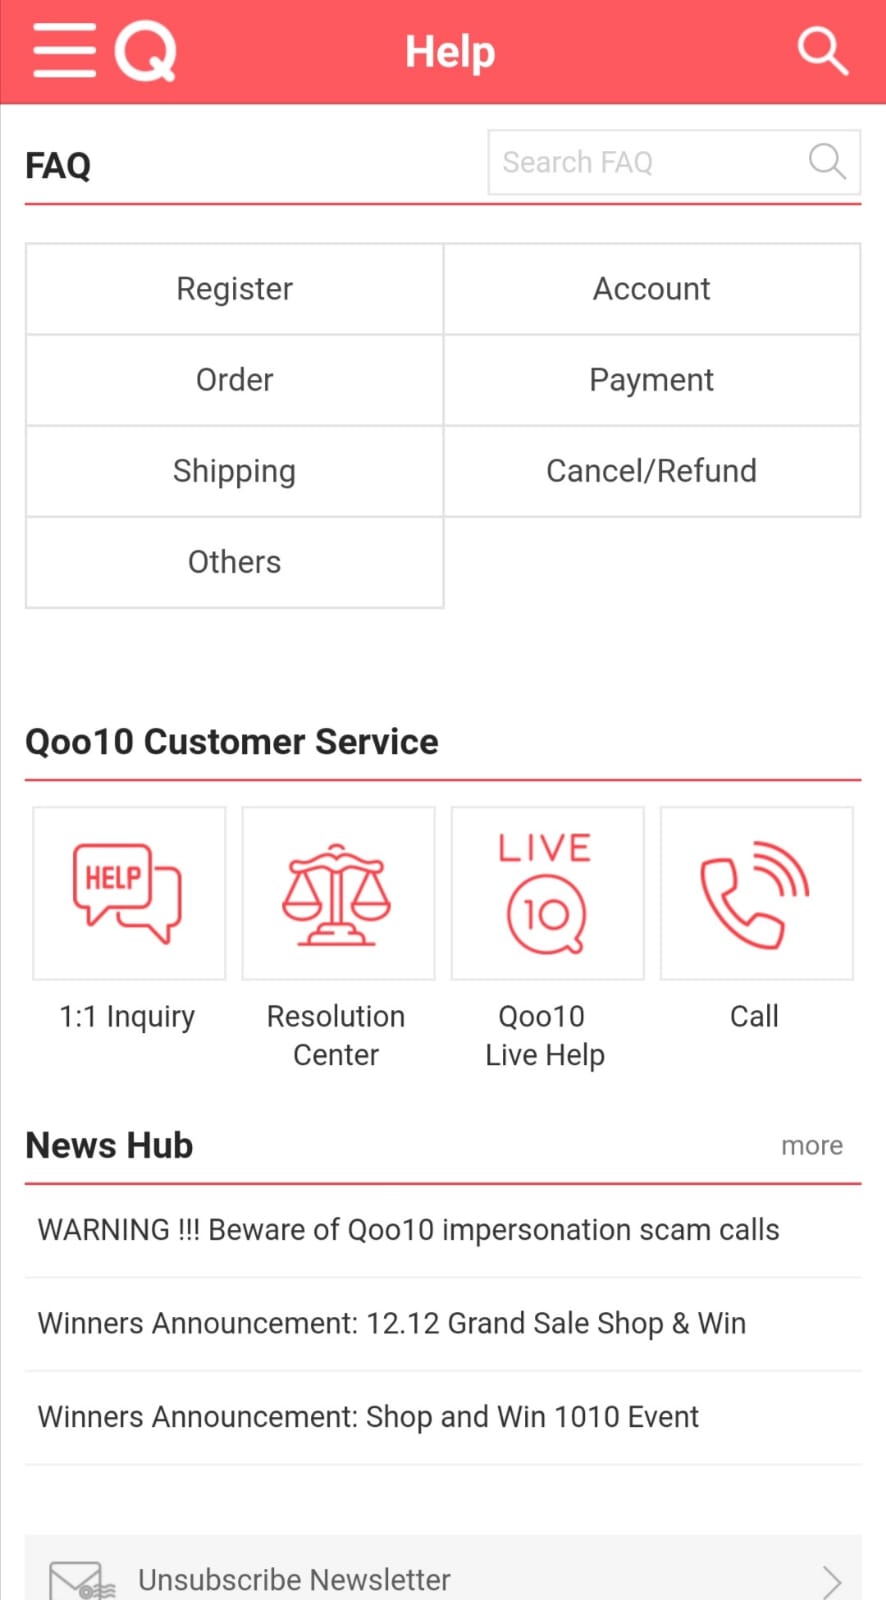 Q
Help
FAQ
Search FAQ
Register
Account
Order
Payment
Shipping
Cancel/Refund
Others
Qoo10 Customer Service
HELP
LIVE
10
1:1 Inquiry
Resolution
Center
Qoo10
Live Help
Call
News Hub
more
WARNING !!! Beware of Qoo10 impersonation scam calls
Winners Announcement: 12.12 Grand Sale Shop & Win
Winners Announcement: Shop and Win 1010 Event
Unsubscribe Newsletter